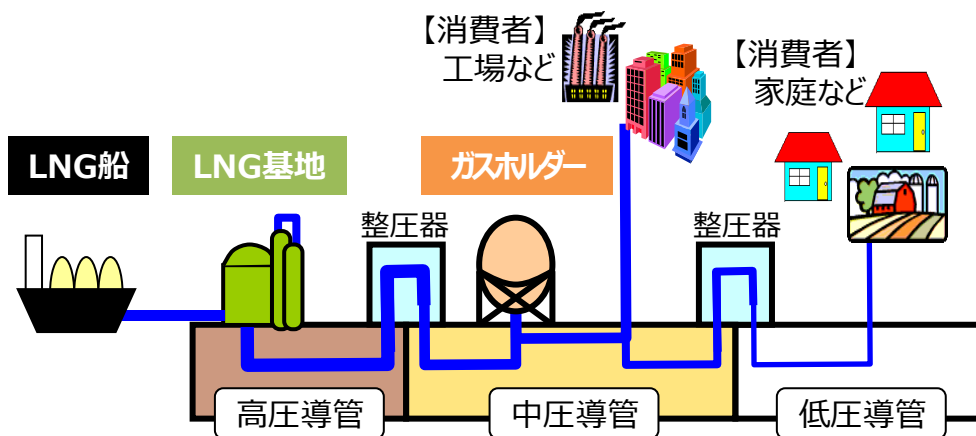 【消費者】
工場など
【消費者】
家庭など
LNG船
LNG基地
ガスホルダー
整圧器
整圧器
高圧導管
中圧導管
低圧導管